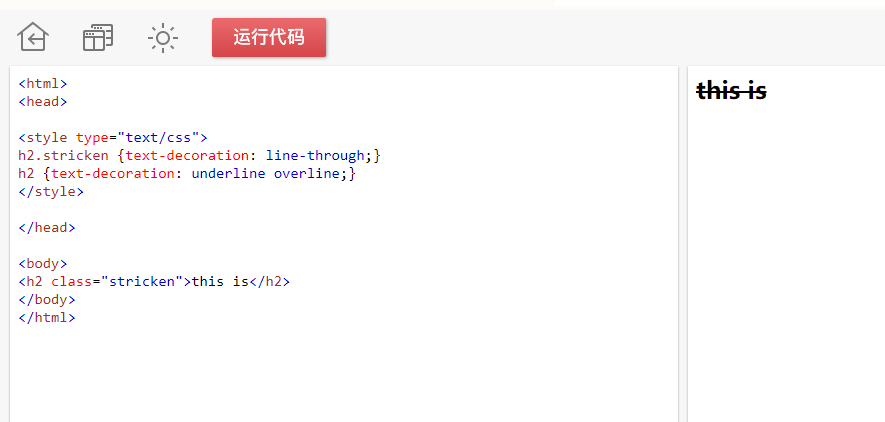 运行代码
<html>
<head>
<style type="text/css">
h2.stricken {text-decoration: line-through;}
h2 {text-decoration: underline overline;}
</style>
</head>
<body>
<h2 class="stricken">this is</h2>
</body>
</html>
this is